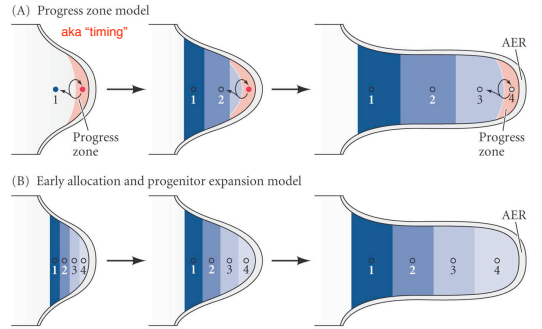 (A) Progress zone model
aka “timing”
AER
1
1 2
1 2 3 4
Progress
zone
Progress
zone
(B) Early allocation and progenitor expansion model
AER
1 2 3 4
1 2 3 4
1 2 3 4